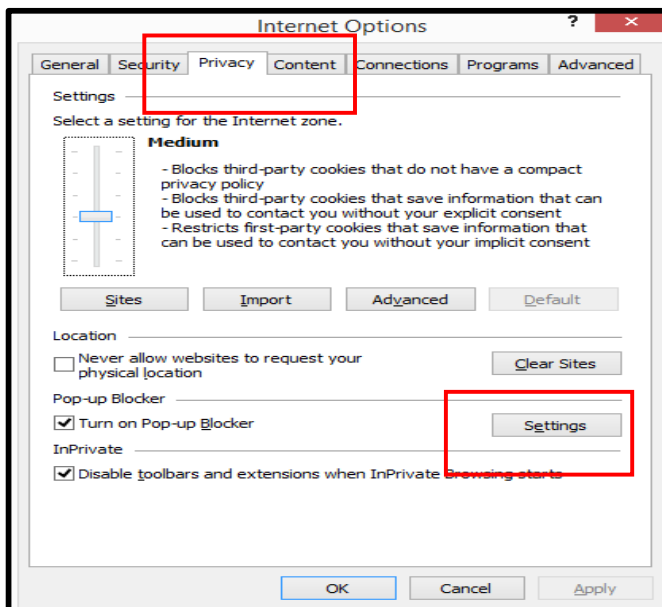 Internet Options ? ×
General Security Privacy Content Connections Programs Advanced
Settings
Select a setting for the Internet zone.
Medium
- Blocks third-party cookies that do not have a compact
privacy policy
- Blocks third-party cookies that save information that can
be used to contact you without your explicit consent
- Restricts first-party cookies that save information that
can be used to contact you without your implicit consent
Sites Import Advanced Default
Location
Never allow websites to request your
physical location
Clear Sites
Pop-up Blocker
Turn on Pop-up Blocker
Settings
InPrivate
Disable toolbars and extensions when InPrivate Browsing starts
OK Cancel Apply